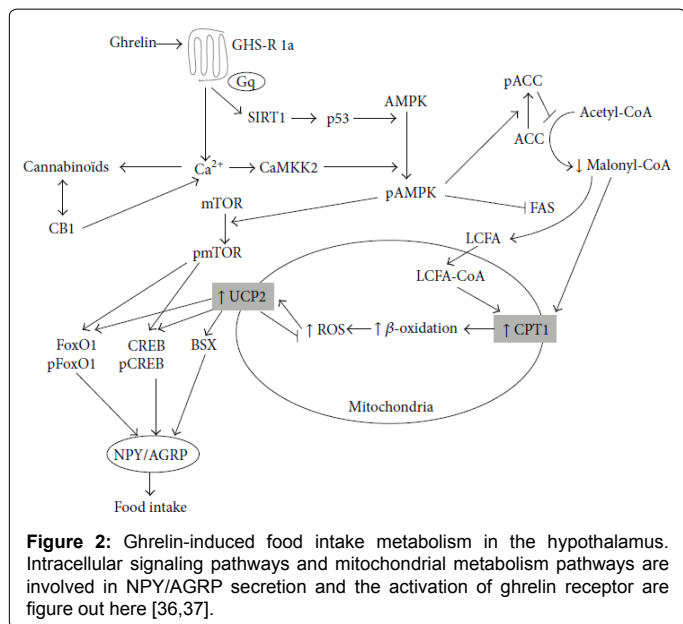 Ghrelin
GHS-R 1a
Gq
pACC
AMPK
SIRT1
p53
Acetyl-CoA
ACC
Cannabinoïds
Ca2+
CaMKK2
↓ Malonyl-CoA
mTOR
pAMPK
FAS
CB1
LCFA
pmTOR
LCFA-CoA
↑ UCP2
↑ ROS
↑ β-oxidation
↑ CPT1
FoxO1
CREB
BSX
pFoxO1
pCREB
Mitochondria
NPY/AGRP
Food intake
Figure 2: Ghrelin-induced food intake metabolism in the hypothalamus.
Intracellular signaling pathways and mitochondrial metabolism pathways are
involved in NPY/AGRP secretion and the activation of ghrelin receptor are
figure out here [36,37].